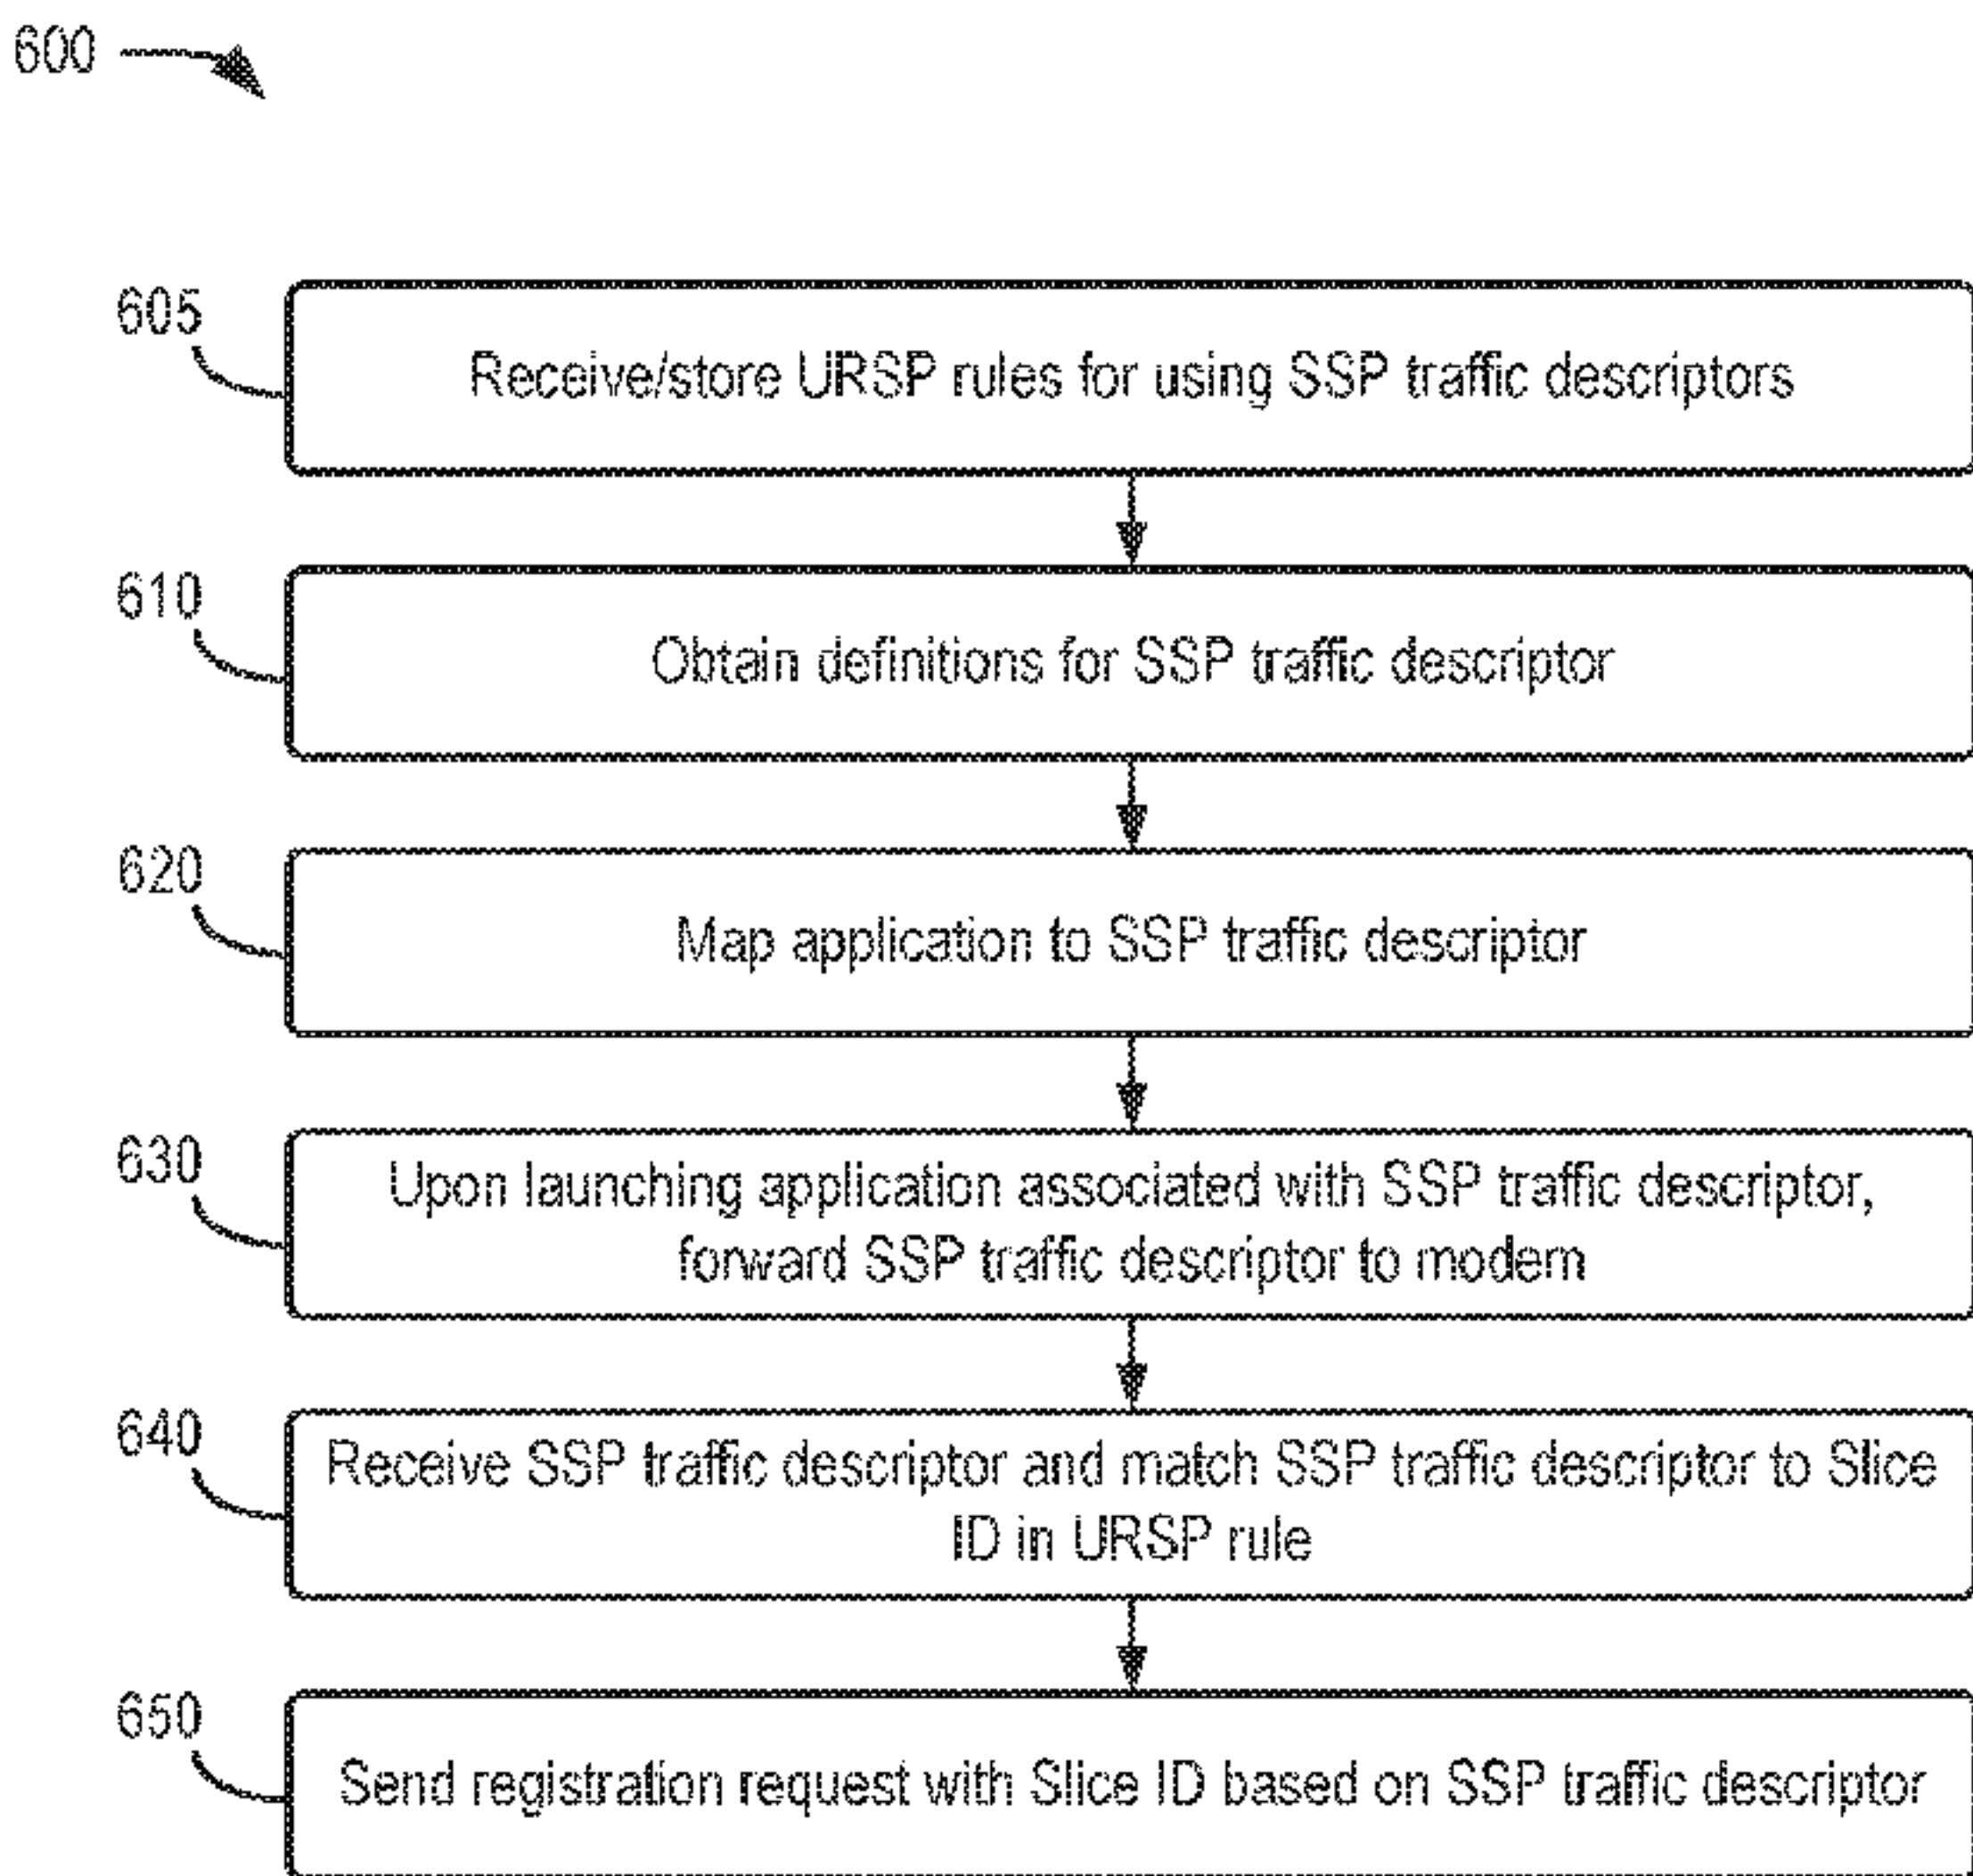 600
605
Receive/store URSP rules for using SSP traffic descriptors
610
Obtain definitions for SSP traffic descriptor
620
Map application to SSP traffic descriptor
630
Upon launching application associated with SSP traffic descriptor,
forward SSP traffic descriptor to modem
640
Receive SSP traffic descriptor and match SSP traffic descriptor to Slice
ID in URSP rule
650
Send registration request with Slice ID based on SSP traffic descriptor